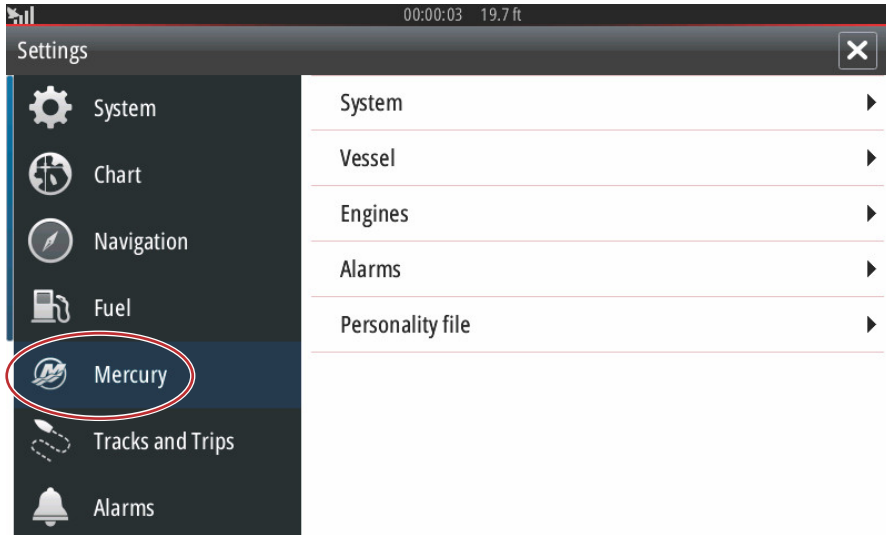 00:00:03 19.7 ft
Settings
System
Chart
Navigation
Fuel
Mercury
Tracks and Trips
Alarms
System
Vessel
Engines
Alarms
Personality file